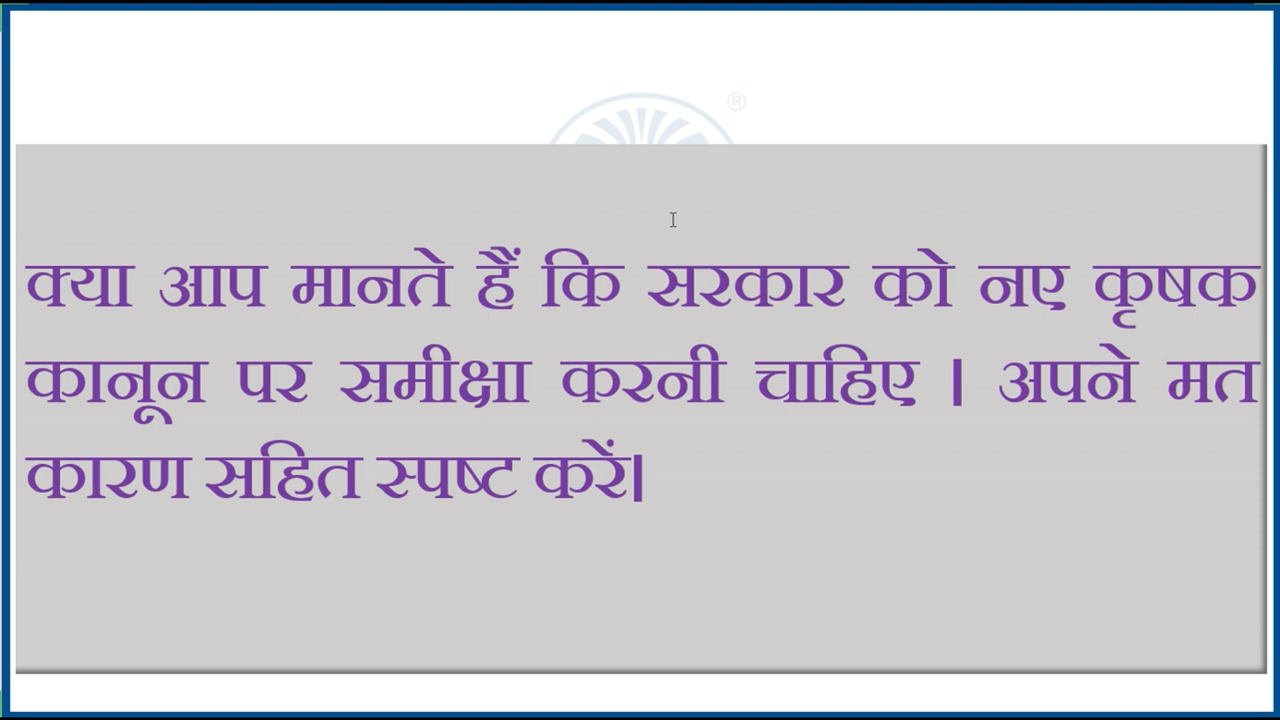 क्या आप मानते हैं कि सरकार को नए कृषक
कानून पर समीक्षा करनी चाहिए । अपने मत
कारण सहित स्पष्ट करें।